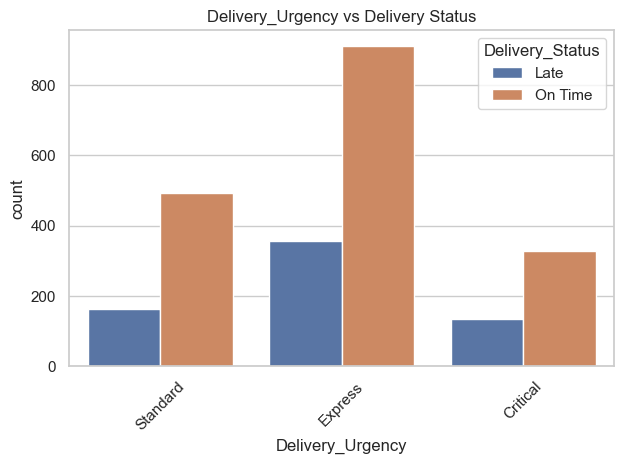 Delivery_Urgency vs Delivery Status
Delivery_Status
Late
On Time
count
800
600
400
200
0
Standard
Express
Critical
Delivery_Urgency